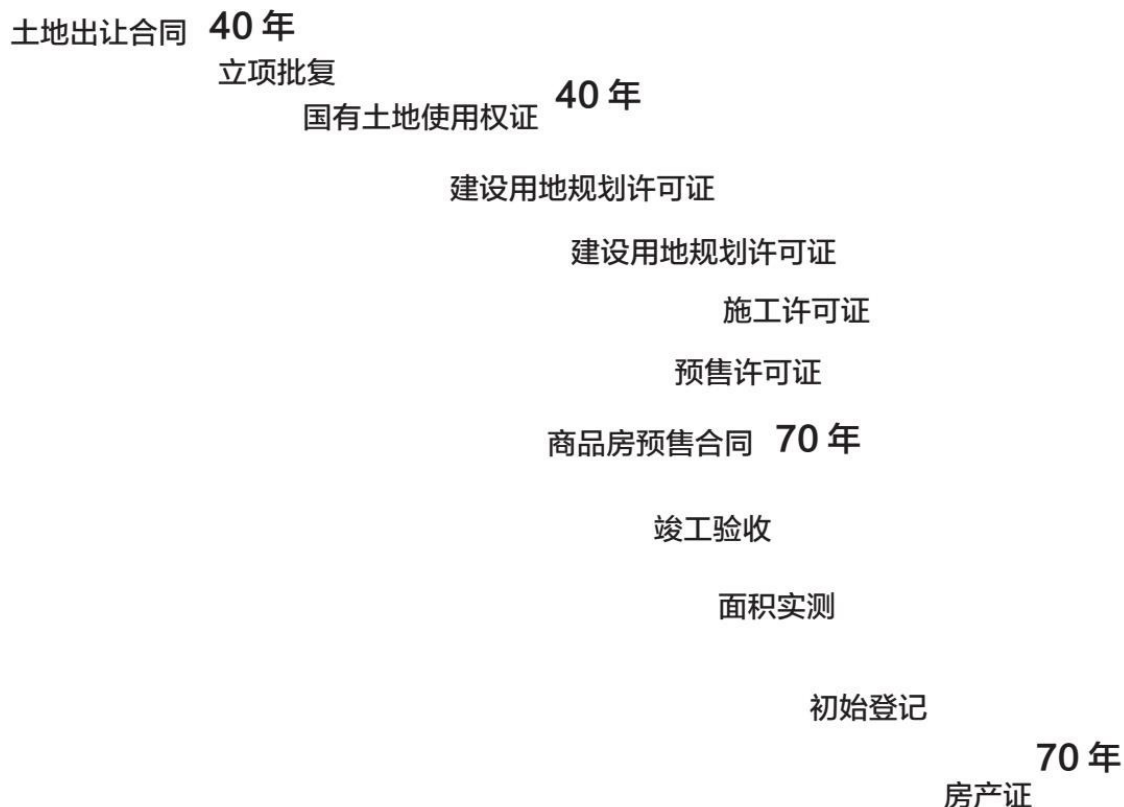 土地出让合同 40 年
立项批复
国有土地使用权证 40 年
建设用地规划许可证
建设用地规划许可证
施工许可证
预售许可证
商品房预售合同 70 年
竣工验收
面积实测
初始登记
70 年
房产证